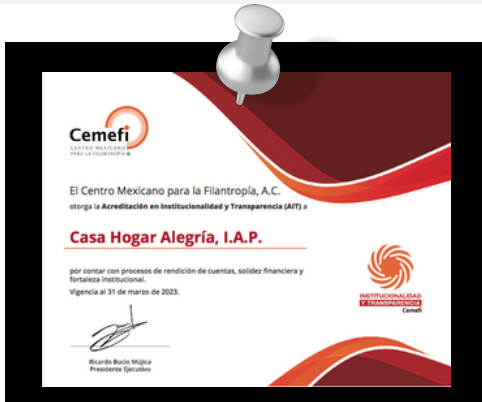 Cemefi
CENTRO MEXICANO
PARA LA FILANTROPÍA
El Centro Mexicano para la Filantropía, A.C.
otorga la Acreditación en Institucionalidad y Transparencia (AIT) a
Casa Hogar Alegría, I.A.P.
por contar con procesos de rendición de cuentas, solidez financiera y
fortaleza institucional.
Vigencia al 31 de marzo de 2023.
Ricardo Bucio Mújica
Presidente Ejecutivo
INSTITUCIONALIDAD
Y TRANSPARENCIA
Cemefi